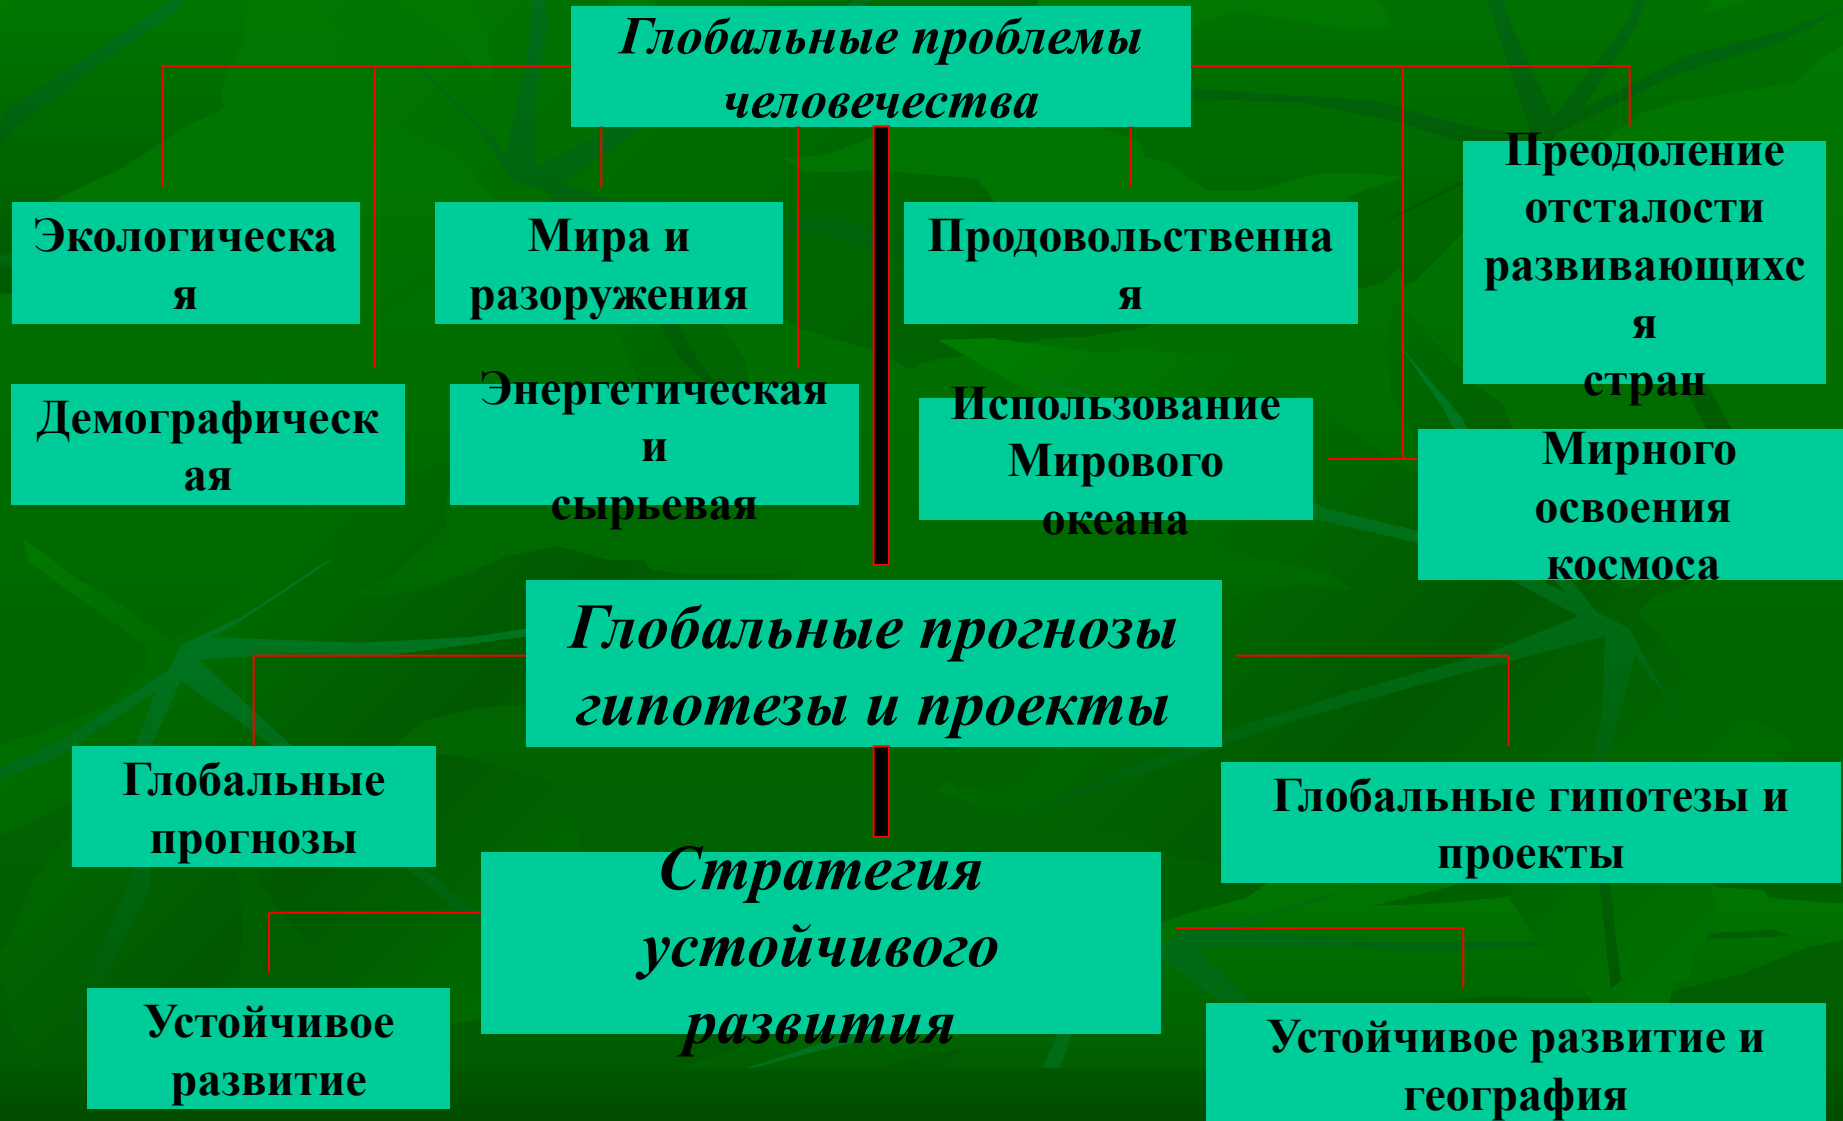 Глобальные проблемы
человечества
Экологическа
я
Мира и
разоружения
Продовольственна
я
Преодоление
отсталости
развивающихс
я
стран
Демографическ
ая
Энергетическая
и
сырьевая
Использование
Мирового
океана
Мирного
освоения
космоса
Глобальные прогнозы
гипотезы и проекты
Глобальные
прогнозы
Глобальные гипотезы и
проекты
Стратегия
устойчивого
развития
Устойчивое
развитие
Устойчивое развитие и
география